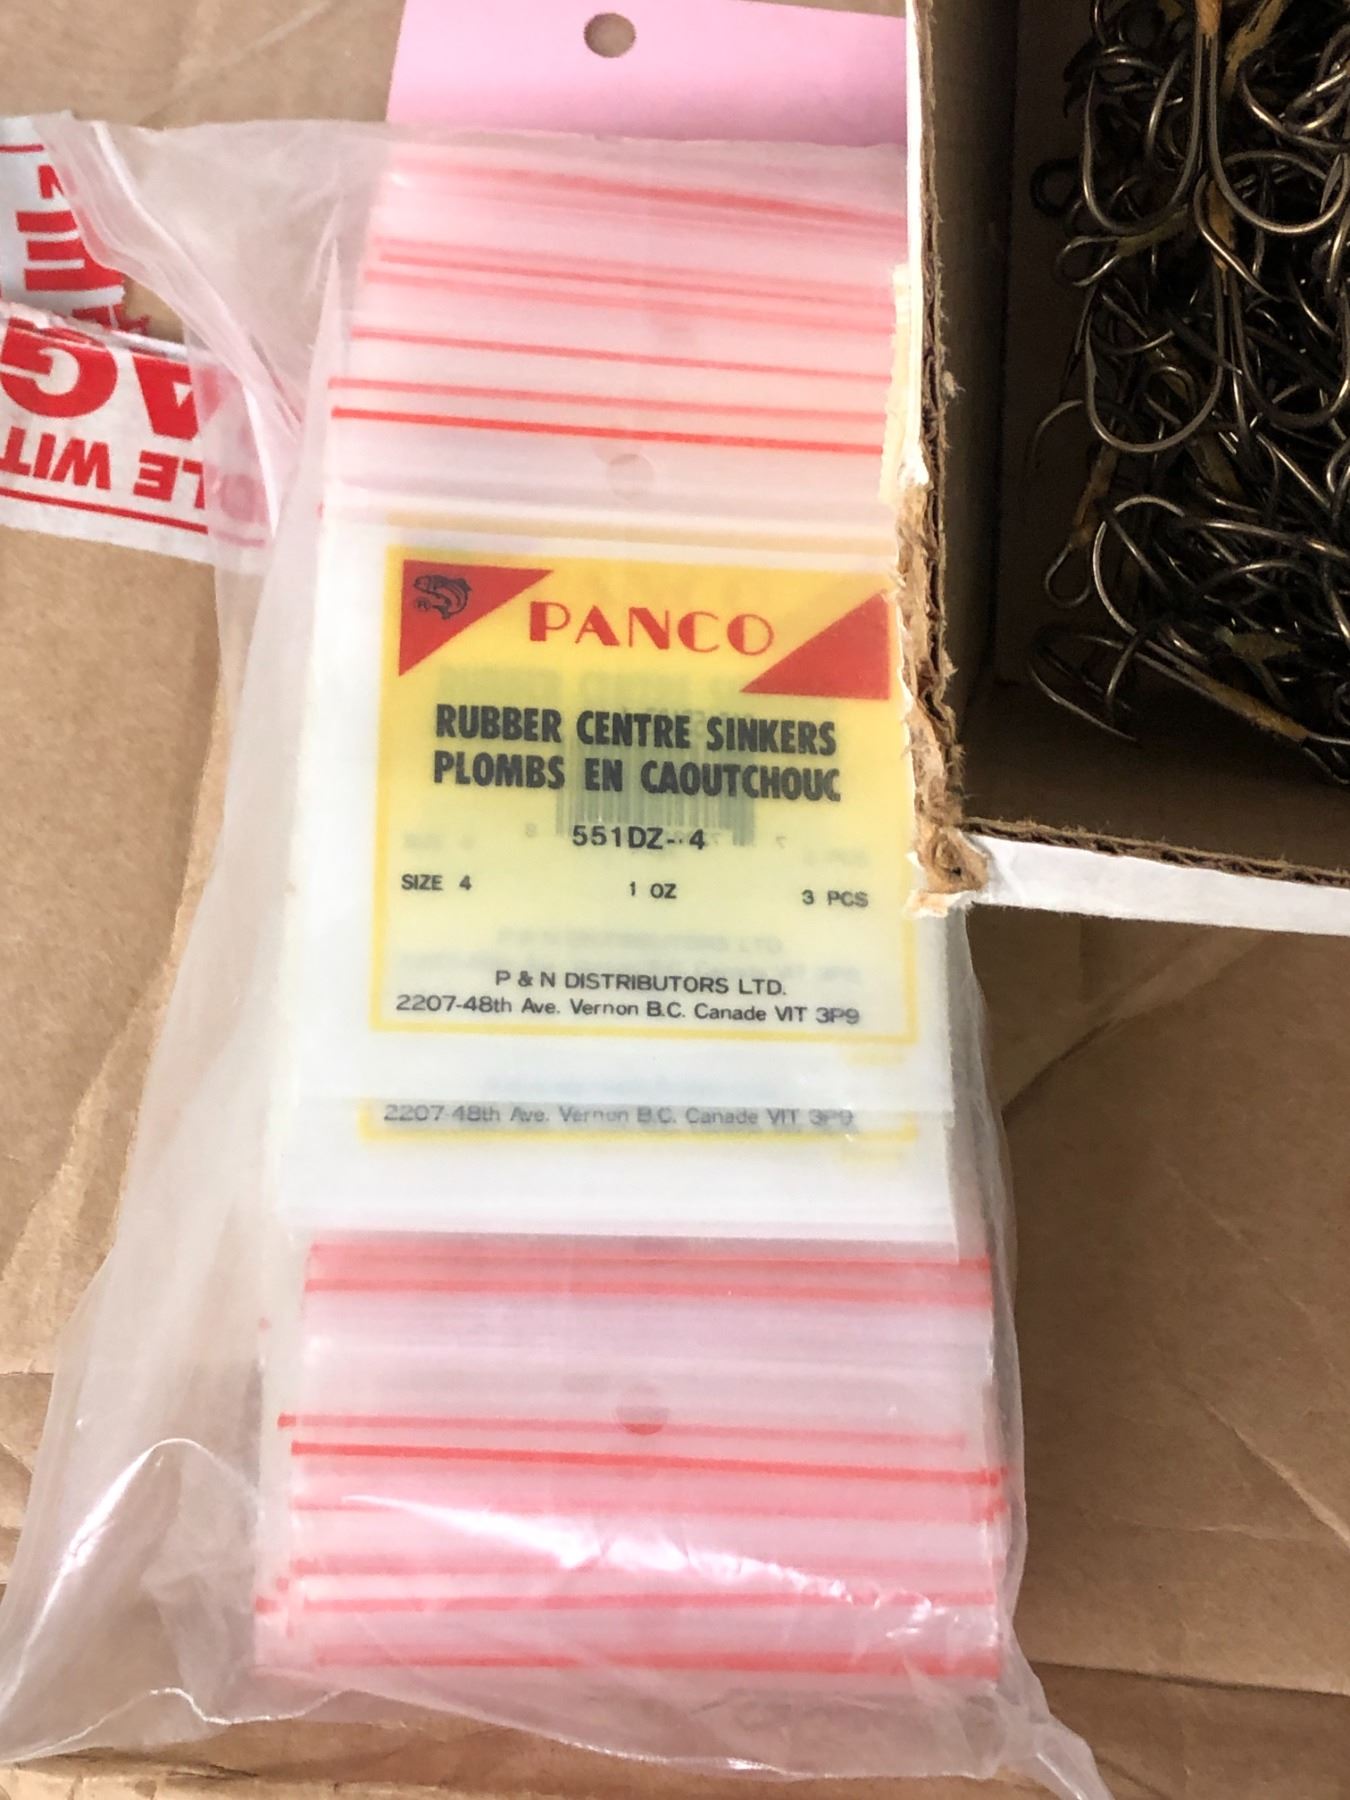 PANCO
®
RUBBER CENTRE SINKERS
PLOMBS EN CAOUTCHOUC
551DZ-4
SIZE 4 1 OZ 3 PCS
P & N DISTRIBUTORS LTD.
2207-48th Ave. Vernon B.C. Canade VIT 3P9
2207-48th Ave. Vernon B.C. Canade VIT 3P9